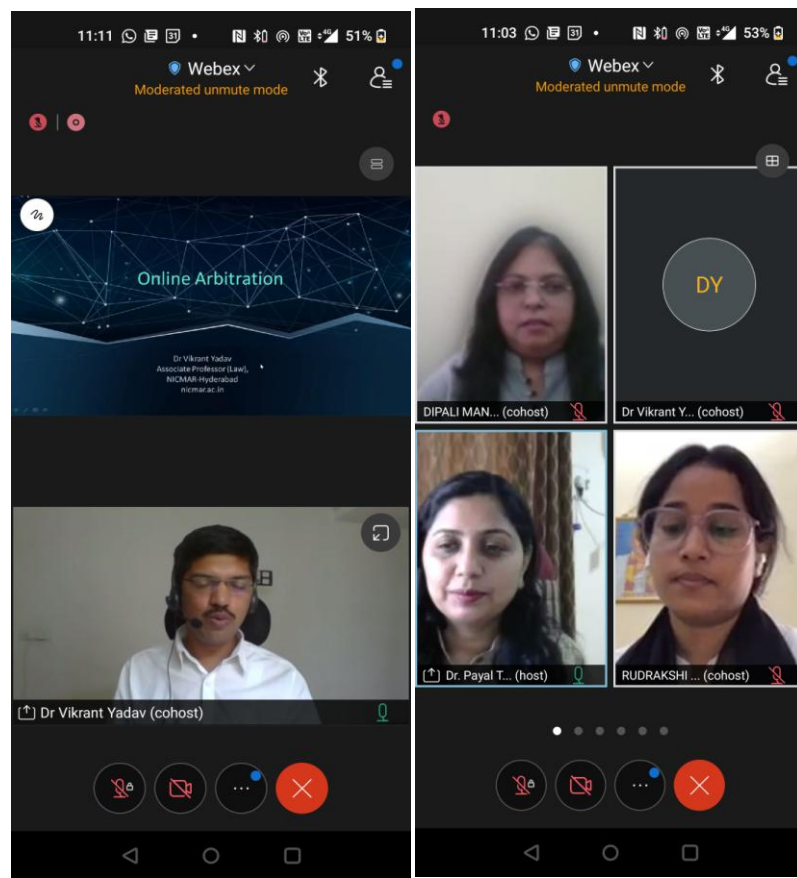 11:11
31
51%
Webex
Moderated unmute mode
Online Arbitration
Dr Vikrant Yadav
Associate Professor (Law),
NICMAR-Hyderabad
nicmar.ac.in
Dr Vikrant Yadav (cohost)
11:03
31
53%
Webex
Moderated unmute mode
DY
DIPALI MAN... (cohost)
Dr Vikrant Y... (cohost)
Dr. Payal T... (host)
RUDRAKSHI ... (cohost)